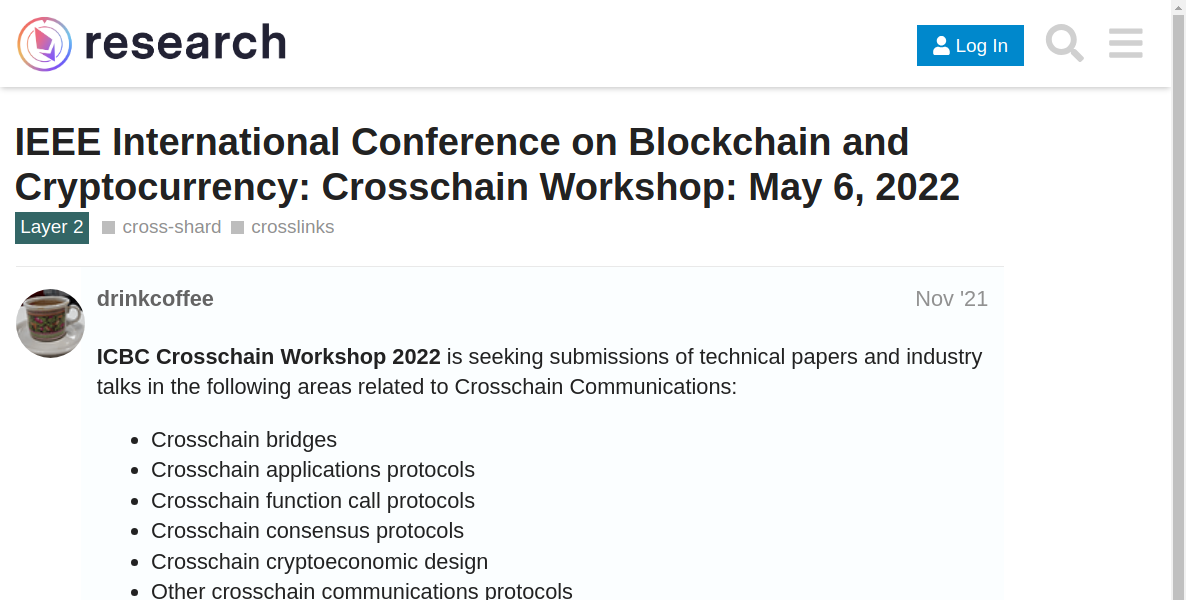 research
Log In
IEEE International Conference on Blockchain and
Cryptocurrency: Crosschain Workshop: May 6, 2022
Layer 2 cross-shard crosslinks
drinkcoffee Nov '21
ICBC Crosschain Workshop 2022 is seeking submissions of technical papers and industry
talks in the following areas related to Crosschain Communications:
Crosschain bridges
Crosschain applications protocols
Crosschain function call protocols
Crosschain consensus protocols
Crosschain cryptoeconomic design
Other crosschain communications protocols